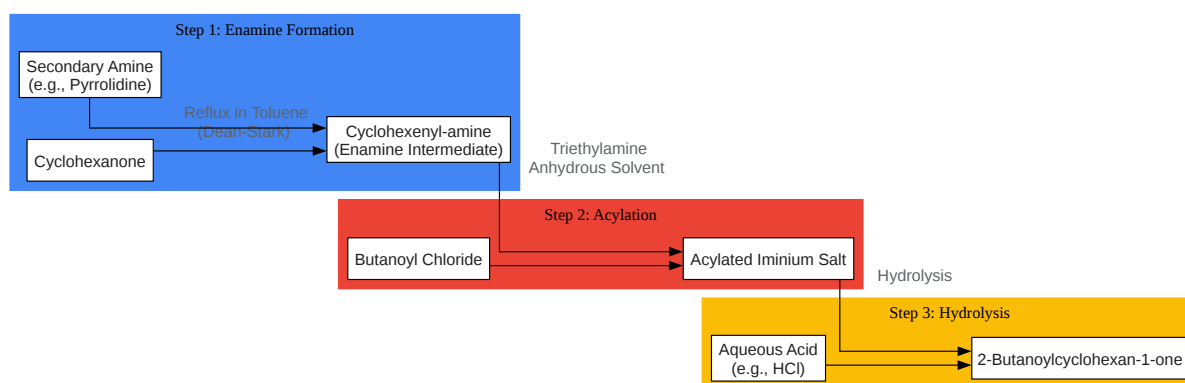 Step 1: Enamine Formation
Secondary Amine
(e.g., Pyrrolidine)
Reflux in Toluene
(Dean-Stark)
Cyclohexanone
Cyclohexenyl-amine
(Enamine Intermediate)
Triethylamine
Anhydrous Solvent
Step 2: Acylation
Butanoyl Chloride
Acylated Iminium Salt
Hydrolysis
Step 3: Hydrolysis
Aqueous Acid
(e.g., HCl)
2-Butanoylcyclohexan-1-one